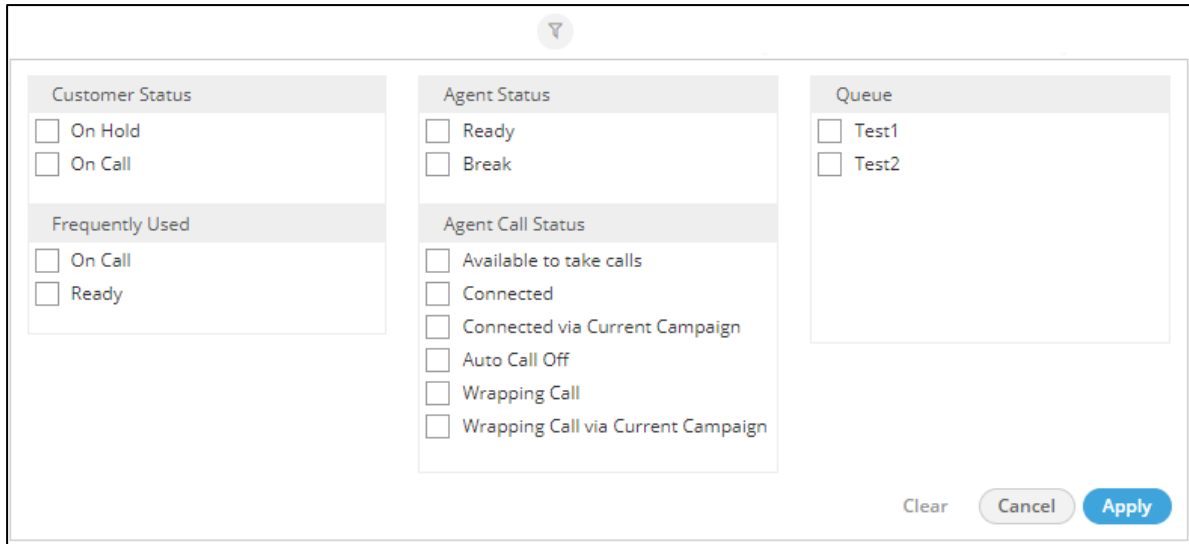 Customer Status
On Hold
On Call
Frequently Used
On Call
Ready
Agent Status
Ready
Break
Agent Call Status
Available to take calls
Connected
Connected via Current Campaign
Auto Call Off
Wrapping Call
Wrapping Call via Current Campaign
Queue
Test1
Test2
Clear
Cancel
Apply